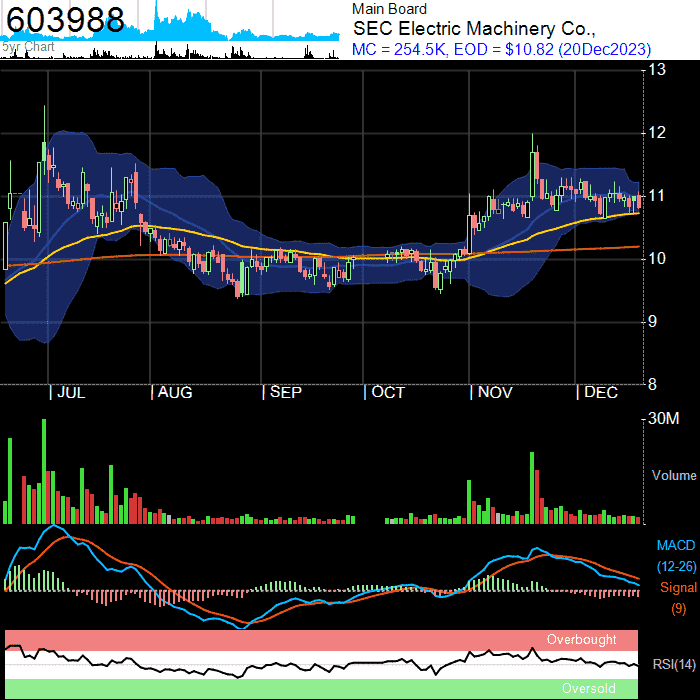 603988
5yr Chart
Main Board
SEC Electric Machinery Co.,
MC = 254.5K, EOD = $10.82 (20Dec2023)
13
12
11
10
9
8
JUL
AUG
SEP
OCT
NOV
DEC
30M
Volume
MACD
(12-26)
Signal
(9)
Overbought
RSI(14)
Oversold